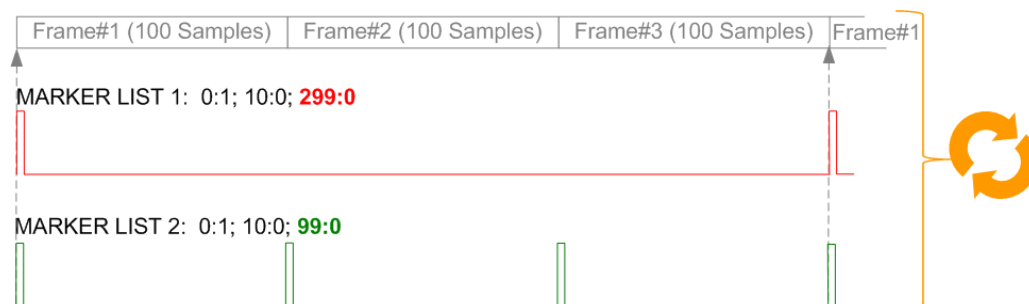 Frame#1 (100 Samples) Frame#2 (100 Samples) Frame#3 (100 Samples) Frame#1
MARKER LIST 1: 0:1; 10:0; 299:0
MARKER LIST 2: 0:1; 10:0; 99:0